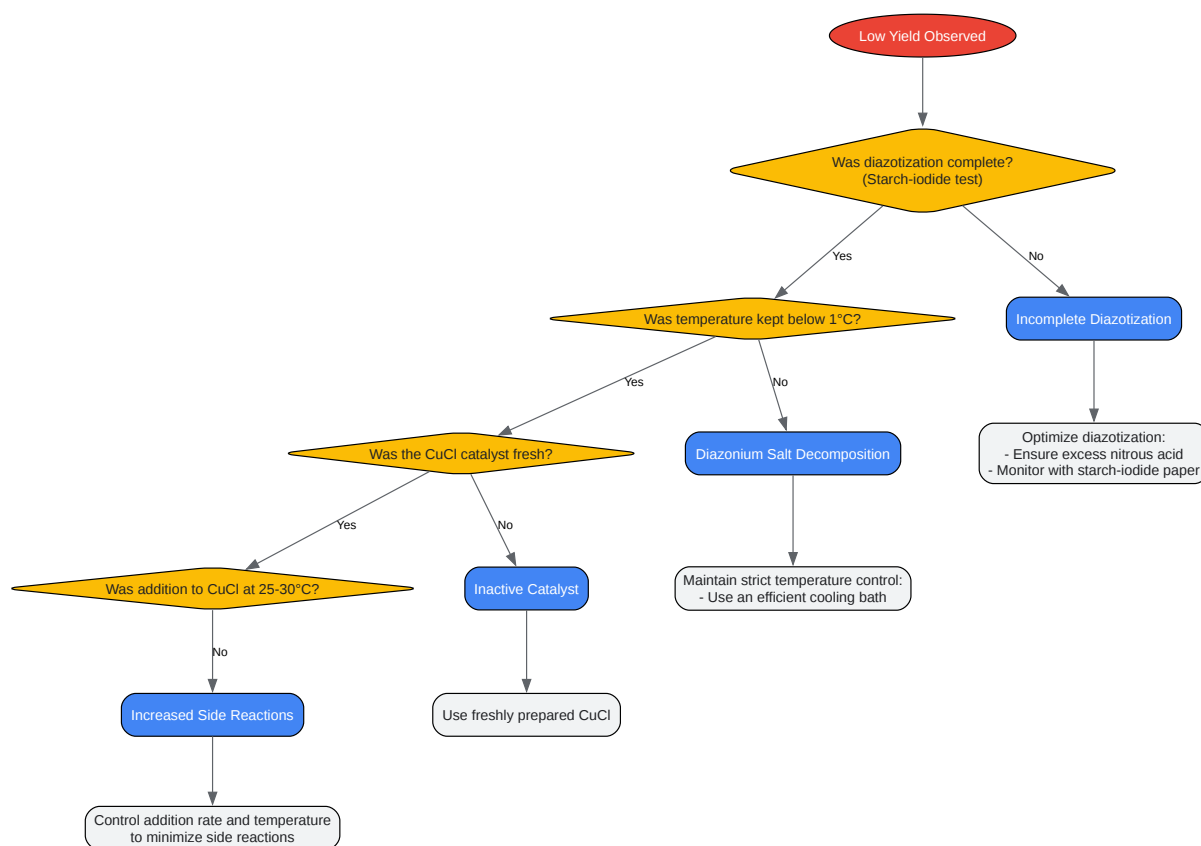 Low Yield Observed
Was diazotization complete?
(Starch-iodide test)
Yes
No
Was temperature kept below 1°C?
Incomplete Diazotization
Yes
No
Optimize diazotization:
- Ensure excess nitrous acid
- Monitor with starch-iodide paper
Was the CuCl catalyst fresh?
Diazonium Salt Decomposition
Yes
No
Maintain strict temperature control:
- Use an efficient cooling bath
Was addition to CuCl at 25-30°C?
Inactive Catalyst
No
Increased Side Reactions
Use freshly prepared CuCl
Control addition rate and temperature
to minimize side reactions